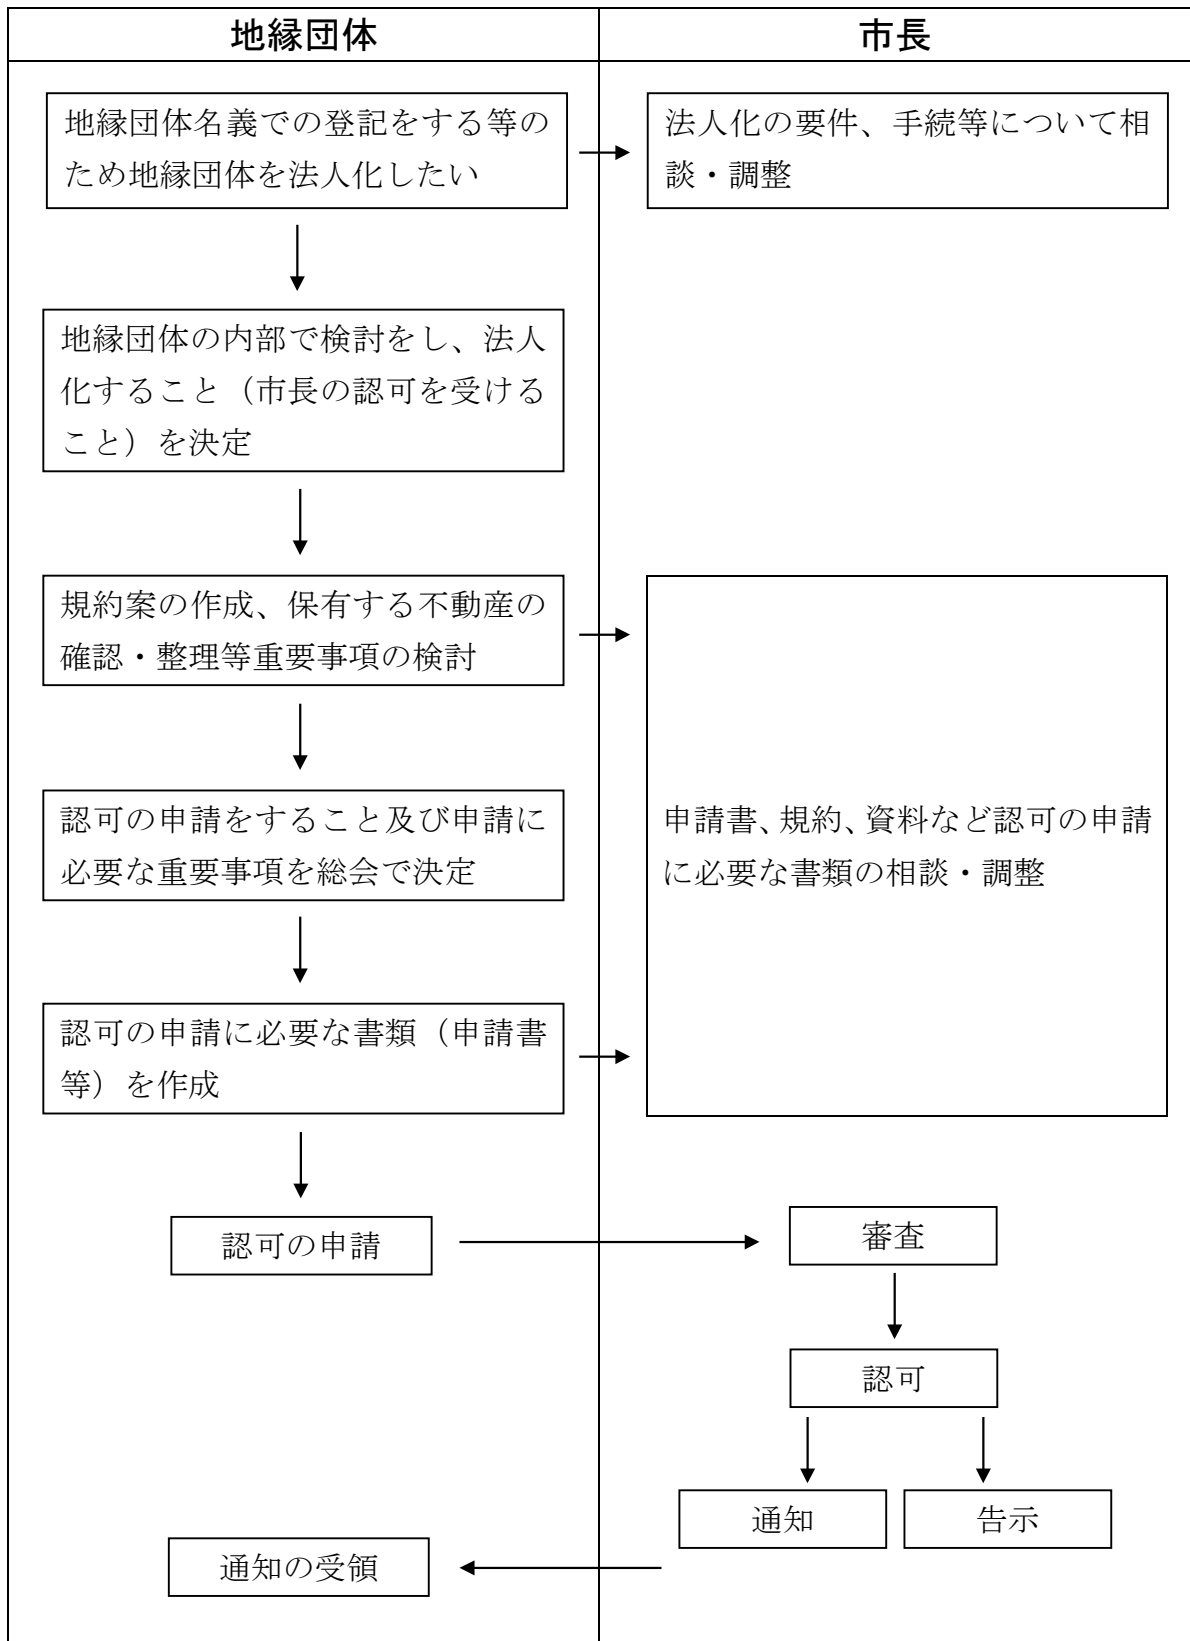 地縁団体
市長
地縁団体名義での登記をする等の
ため地縁団体を法人化したい
法人化の要件、手続等について相
談・調整
地縁団体の内部で検討をし、法人
化すること（市長の認可を受ける
こと）を決定
規約案の作成、保有する不動産の
確認・整理等重要事項の検討
認可の申請をすること及び申請に
必要な重要事項を総会で決定
申請書、規約、資料など認可の申請
に必要な書類の相談・調整
認可の申請に必要な書類（申請書
等）を作成
認可の申請
審査
認可
通知
告示
通知の受領